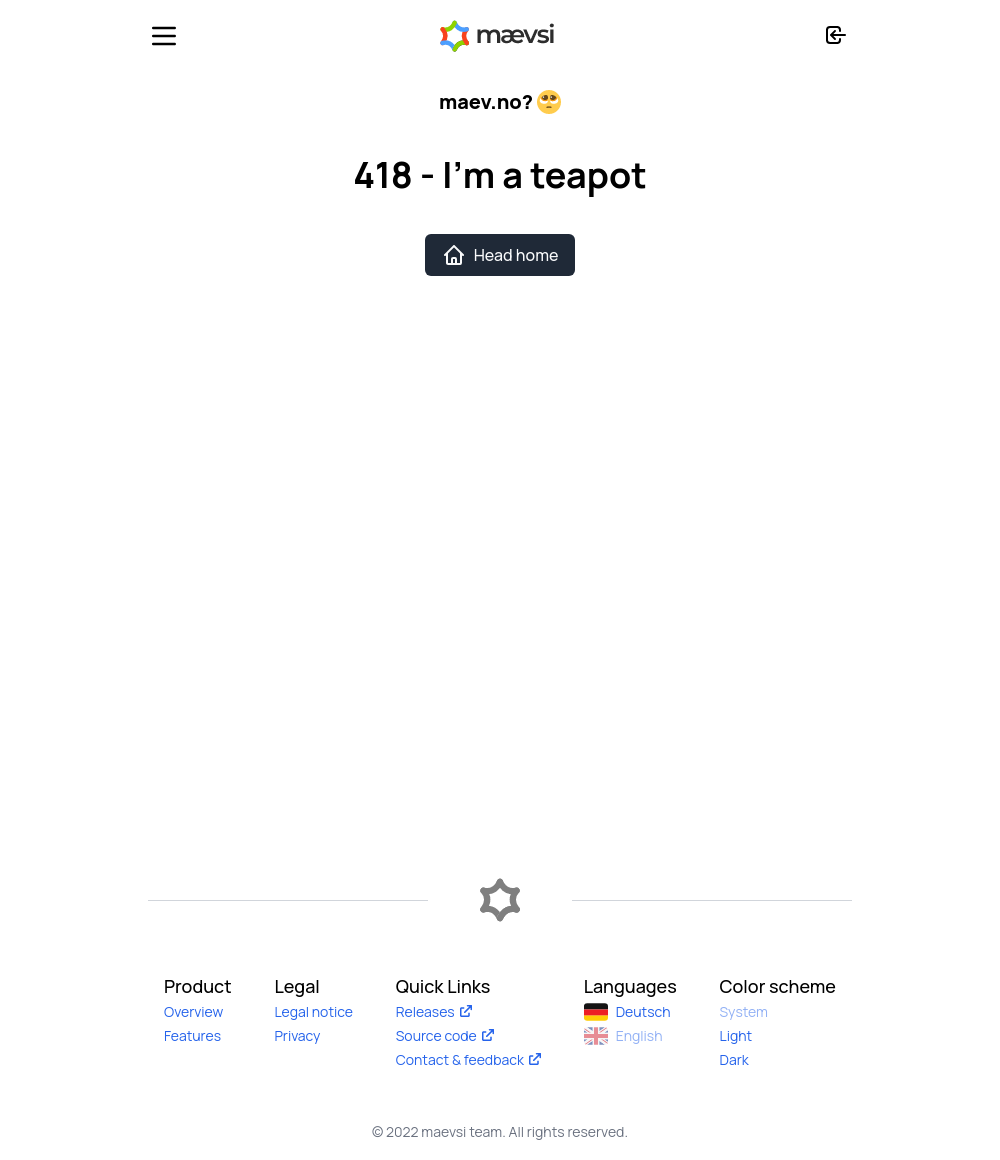 mævsi
maev.no? 🥺
418 - I’m a teapot
Head home
Product
Overview
Features
Legal
Legal notice
Privacy
Quick Links
Releases
Source code
Contact & feedback
Languages
Deutsch
English
Color scheme
System
Light
Dark
© 2022 maevsi team. All rights reserved.